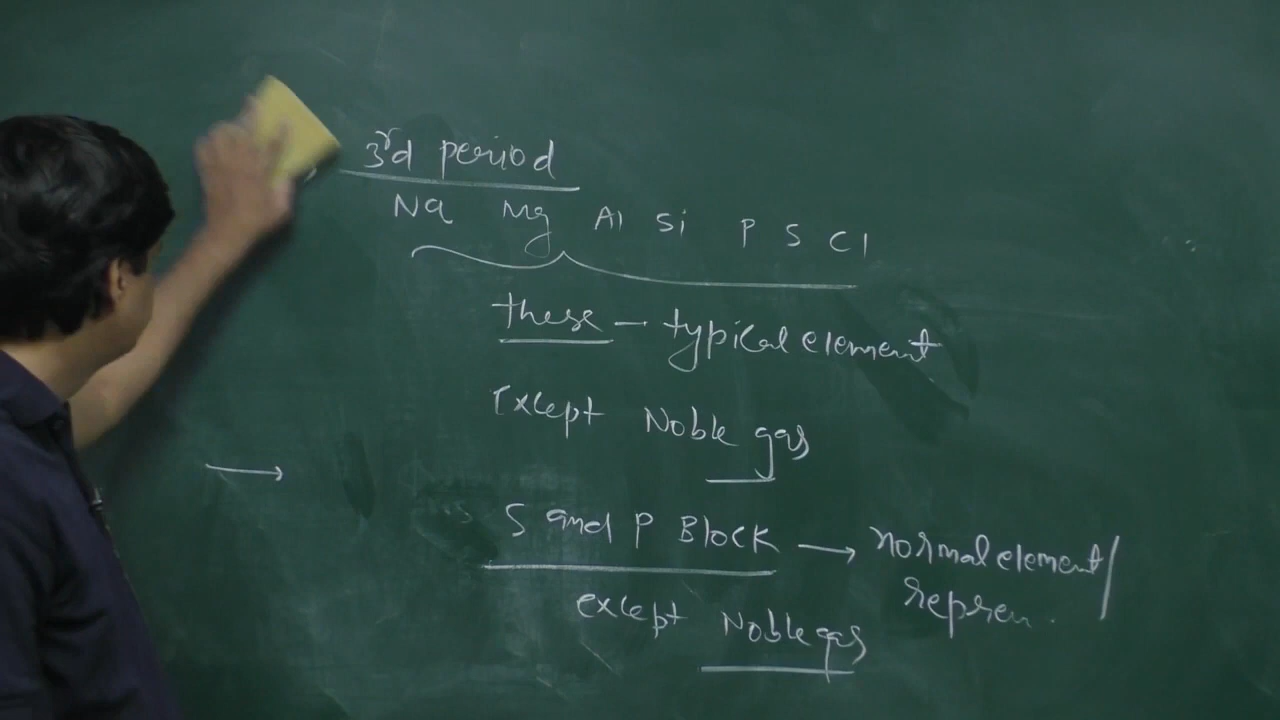 3rd period
Na Mg Al Si P S Cl
these – typical element
Except Noble gas
→
S and P Block → normal element/
represen.
except Noble gas